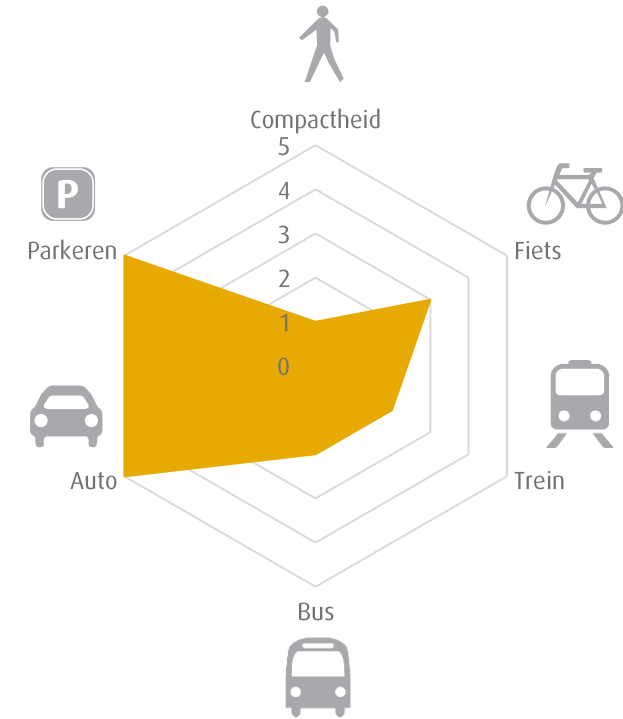 Compactheid
5
4
P
3
Parkeren
Fiets
2
1
0
Auto
Trein
Bus